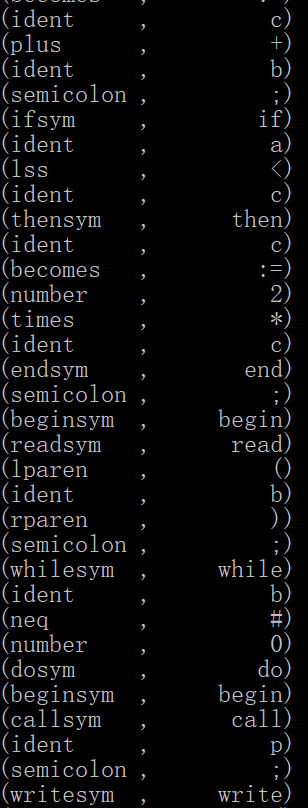 (ident , c)
(plus , +)
(ident , b)
(semicolon , ;)
(ifsym , if)
(ident , a)
(lss , <)
(ident , c)
(thensym , then)
(ident , c)
(becomes , :=)
(number , 2)
(times , *)
(ident , c)
(endsym , end)
(semicolon , ;)
(beginsym , begin)
(readsym , read)
(lparen , ()
(ident , b)
(rparen , ))
(semicolon , ;)
(whilesym , while)
(ident , b)
(neq , #)
(number , 0)
(dosym , do)
(beginsym , begin)
(callsym , call)
(ident , p)
(semicolon , ;)
(writesym , write)